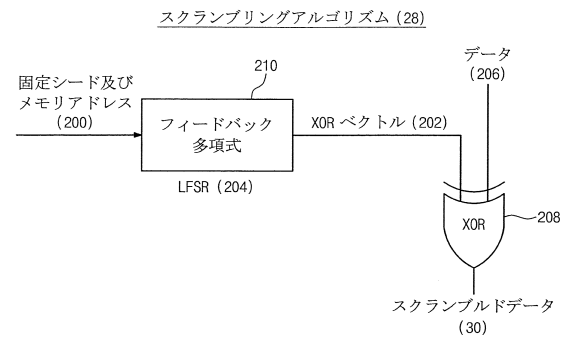 スクランブリングアルゴリズム (28)
データ
(206)
210
固定シード及び
メモリアドレス
(200)
フィードバック
多項式
XOR ベクトル (202)
LFSR (204)
XOR
208
スクランブルドデータ
(30)